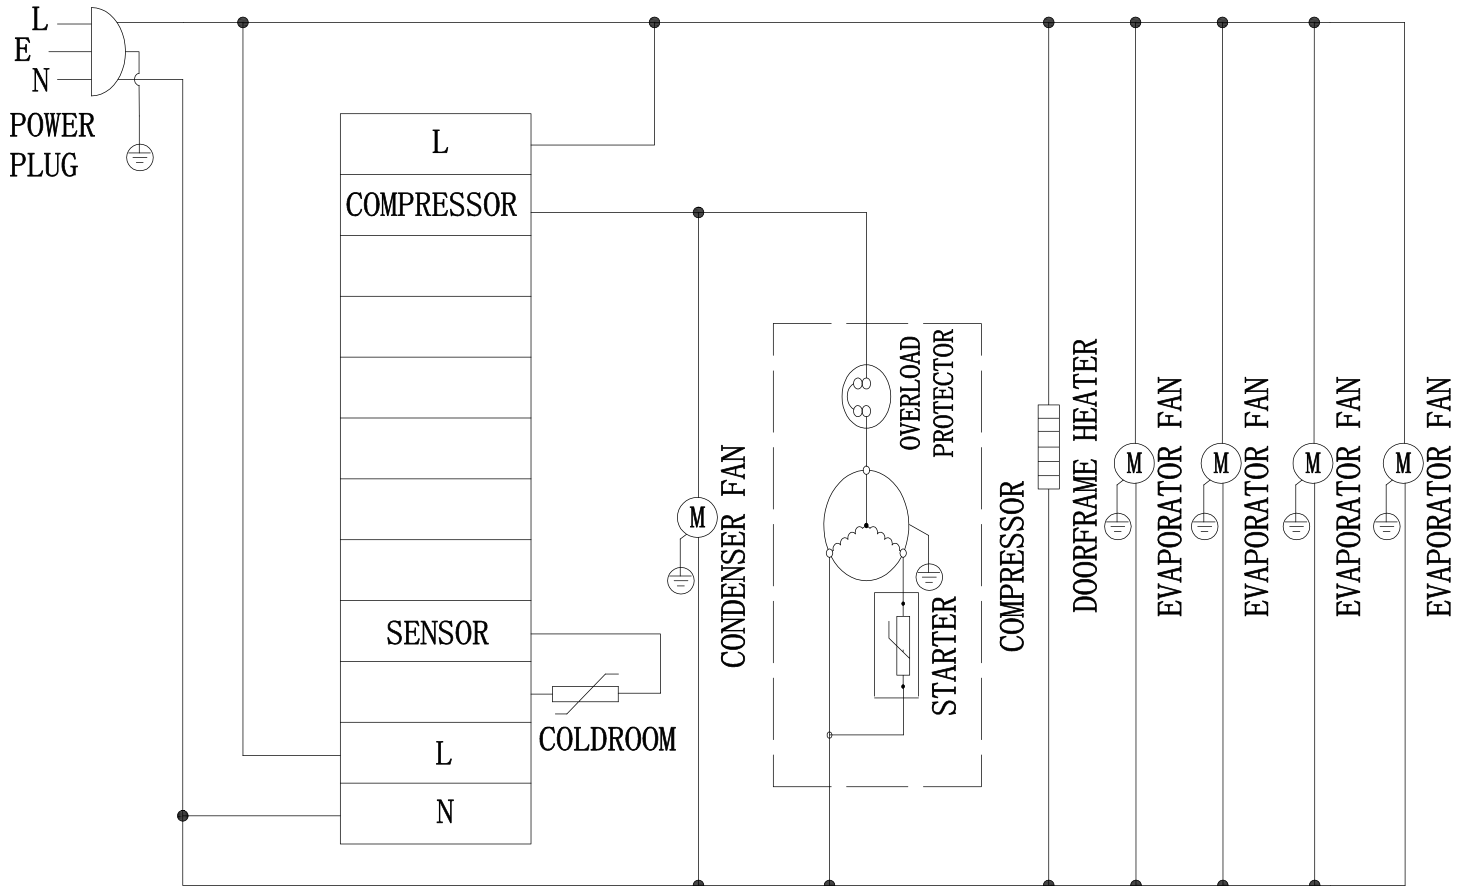 L
E
N
POWER
PLUG
L
COMPRESSOR
SENSOR
L
N
COLDROOM
M
CONDENSER FAN
OVERLOAD
PROTECTOR
STARTER
COMPRESSOR
DOORFRAME HEATER
M
EVAPORATOR FAN
M
EVAPORATOR FAN
M
EVAPORATOR FAN
M
EVAPORATOR FAN